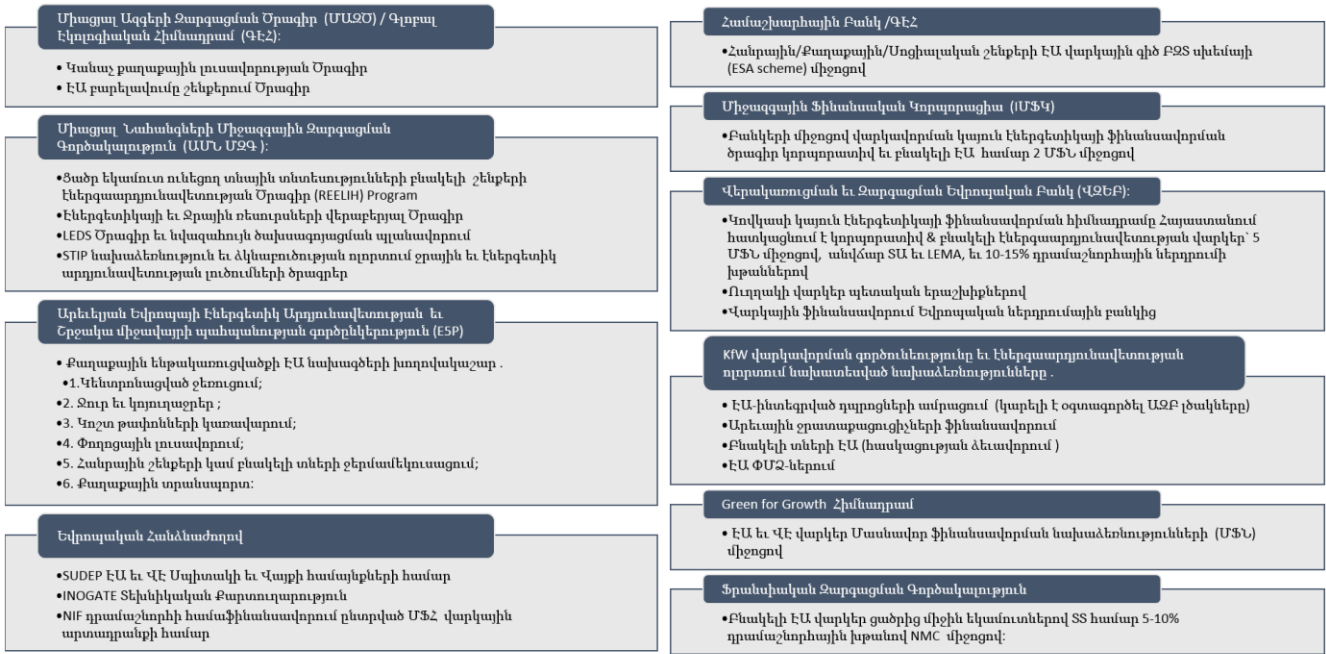 Միացյալ Ազգերի Զարգացման Ծրագիր (ՄԱԶԾ) / Գլոբալ
Էկոլոգիական Հիմնադրամ (ԳԷՀ):
• Կանաչ քաղաքային լուսավորության Ծրագիր
• ԷԱ բարելավումը շենքերում Ծրագիր
Միացյալ Նահանգների Միջազգային Զարգացման
Գործակալություն (ԱՄՆ ՄԶԳ ):
•Ցածր եկամուտ ունեցող տնային տնտեսությունների բնակելի շենքերի
էներգաարդյունավետության Ծրագիր (REELIH) Program
•Էներգետիկայի եւ Ջրային ռեսուրսների վերաբերյալ Ծրագիր
•LEDS Ծրագիր եւ նվազահույն ծախսագոյացման պլանավորում
•STIP նախաձեռնություն եւ ձկնաբուծության ոլորտում ջրային եւ էներգետիկ
արդյունավետության լուծումների ծրագրեր
Արեւելյան Եվրոպայի Էներգետիկ Արդյունավետության եւ
Շրջակա միջավայրի պահպանության գործընկերություն (E5P)
• Քաղաքային ենթակառուցվածքի ԷԱ նախագծերի խողովակաշար .
•1.Կենտրոնացված ջեռուցում;
•2. Ջուր եւ կոյուղաջրեր ;
•3. Կոշտ թափոնների կառավարում;
•4. Փողոցային լուսավորում;
•5. Հանրային շենքերի կամ բնակելի տների ջերմամեկուսացում;
•6. Քաղաքային տրանսպորտ:
Եվրոպական Հանձնաժողով
•SUDEP ԷԱ եւ ՎԷ Սպիտակի եւ Վայքի համայնքների համար
•INOGATE Տեխնիկական Քարտուղարություն
•NIF դրամաշնորհի համաֆինանսավորում ընտրված ՄՖՀ վարկային
արտադրանքի համար
Համաշխարհային Բանկ /ԳԷՀ
•Հանրային/Քաղաքային/Սոցիալական շենքերի ԷԱ վարկային գիծ ԲԶՏ սխեմայի
(ESA scheme) միջոցով
Միջազգային Ֆինանսական Կորպորացիա (ԻՄՖԿ)
•Բանկերի միջոցով վարկավորման կայուն էներգետիկայի ֆինանսավորման
ծրագիր կորպորատիվ եւ բնակելի ԷԱ համար 2 ՄՖՆ միջոցով
Վերակառուցման եւ Զարգացման Եվրոպական Բանկ (ՎԶԵԲ):
•Կովկասի կայուն էներգետիկայի ֆինանսավորման հիմնադրամը Հայաստանում
հատկացնում է կորպորատիվ & բնակելի էներգաարդյունավետության վարկեր՝ 5
ՄՖՆ միջոցով, անվճար ՏԱ եւ LEMA, եւ 10-15% դրամաշնորհային ներդրումի
խթաններով
•Ուղղակի վարկեր պետական երաշխիքներով
•Վարկային ֆինանսավորում Եվրոպական ներդրումային բանկից
KfW վարկավորման գործունեությունը եւ էներգաարդյունավետության
ոլորտում նախատեսված նախաձեռնությունները .
• ԷԱ-ինտեգրված դպրոցների ամրացում (կարելի է օգտագործել ԱԶԲ լծակները)
•Արեւային ջրատաքացուցիչների ֆինանսավորում
•Բնակելի տների ԷԱ (հասկացության ձեւավորում )
•ԷԱ ՓՄՁ-ներում
Green for Growth Հիմնադրամ
• ԷԱ եւ ՎԷ վարկեր Մասնավոր ֆինանսավորման նախաձեռնությունների (ՄՖՆ)
միջոցով
Ֆրանսիական Զարգացման Գործակալություն
•Բնակելի ԷԱ վարկեր ցածրից միջին եկամուտներով ՏՏ համար 5-10%
դրամաշնորհային խթանով NMC միջոցով: